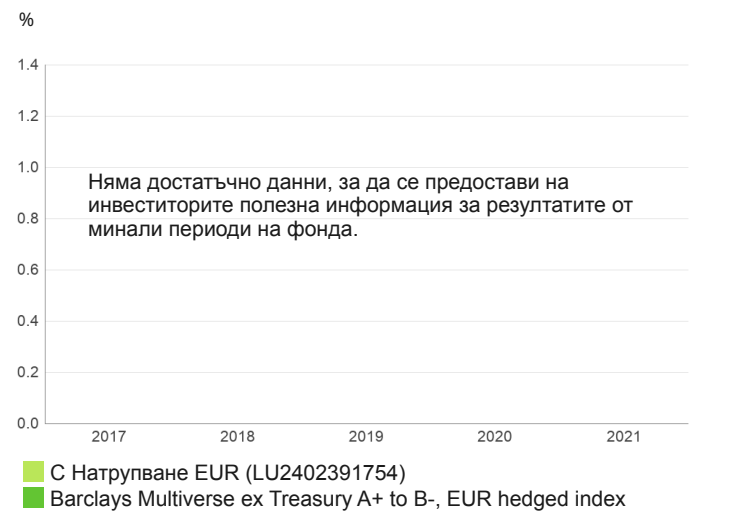 %
1.4
1.2
1.0
Няма достатъчно данни, за да се предостави на
инвеститорите полезна информация за резултатите от
0.8
минали периоди на фонда.
0.6
0.4
0.2
0.0
2017 2018 2019 2020 2021
С Натрупване EUR (LU2402391754)
Barclays Multiverse ex Treasury A+ to B-, EUR hedged index